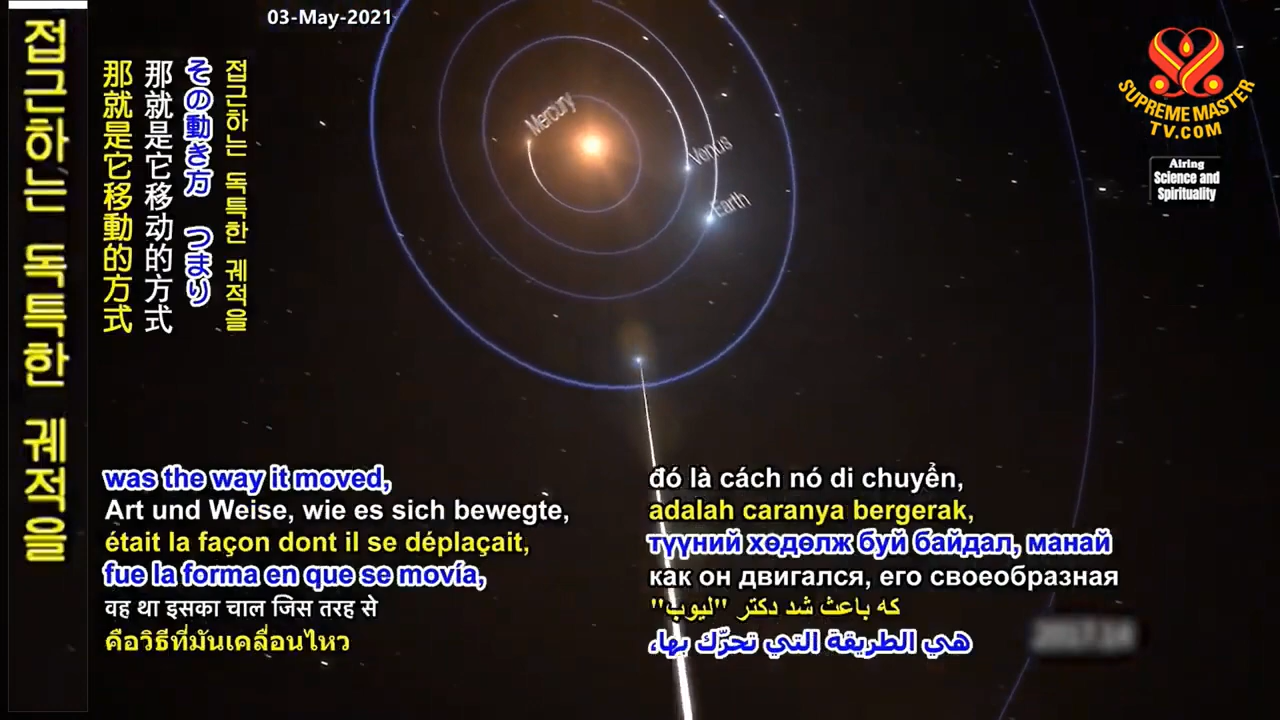 03-May-2021
접근하는 독특한 궤적을
접근하는 독특한 궤적을
その動き方 つまり
那就是它移动的方式
那就是它移動的方式
Mercury
Venus
Earth
SUPREME MASTER
TV.COM
Airing
Science and
Spirituality
was the way it moved,
Art und Weise, wie es sich bewegte,
était la façon dont il se déplaçait,
fue la forma en que se movía,
वह था इसका चाल जिस तरह से
คือวิธีที่มันเคลื่อนไหว
đó là cách nó di chuyển,
adalah caranya bergerak,
түүний хөдөлж буй байдал, манай
как он двигался, его своеобразная
که باعث شد دکتر "لیوب"
هي الطريقة التي تحرّك بها،